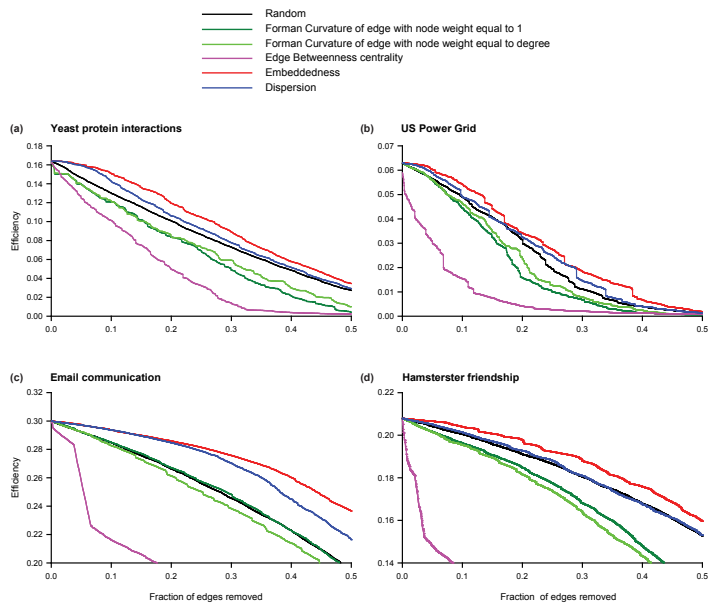 Random
Forman Curvature of edge with node weight equal to 1
Forman Curvature of edge with node weight equal to degree
Edge Betweenness centrality
Embeddedness
Dispersion
(a) Yeast protein interactions
0.18
0.16
0.14
0.12
0.10
0.08
0.06
0.04
0.02
0.00
Efficiency
0.0 0.1 0.2 0.3 0.4 0.5
(b) US Power Grid
0.07
0.06
0.05
0.04
0.03
0.02
0.01
0.00
0.0 0.1 0.2 0.3 0.4 0.5
(c) Email communication
0.30
0.28
0.26
0.24
0.22
0.20
Efficiency
0.0 0.1 0.2 0.3 0.4 0.5
Fraction of edges removed
(d) Hamsterster friendship
0.20
0.18
0.16
0.14
0.0 0.1 0.2 0.3 0.4 0.5
Fraction of edges removed